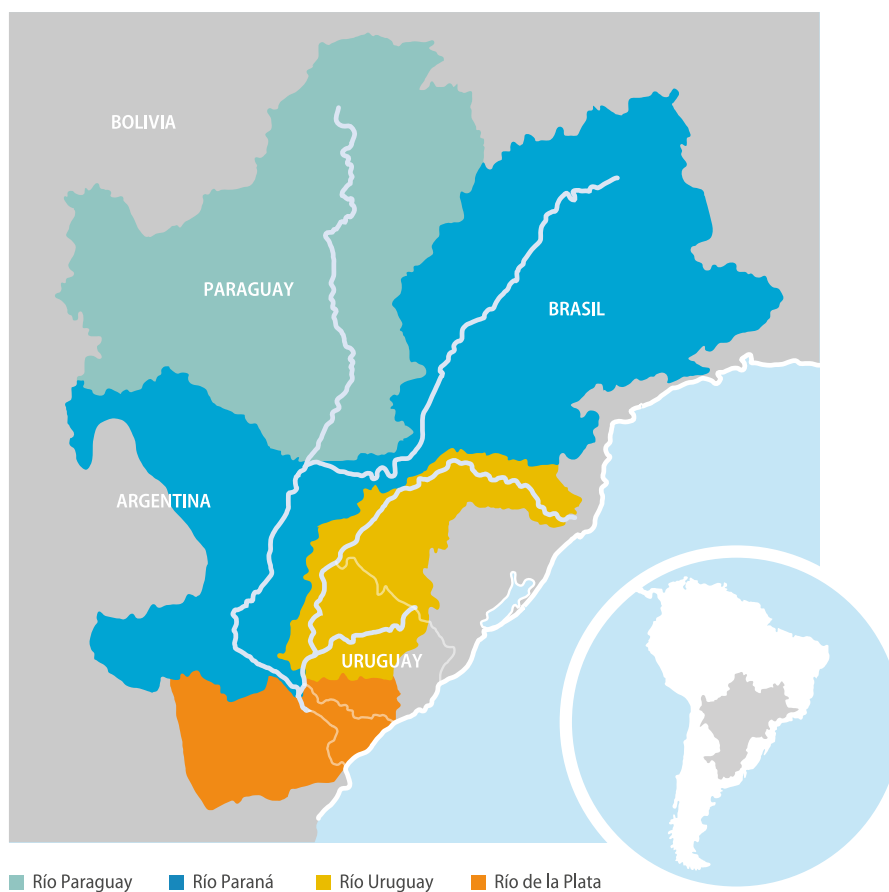 BOLIVIA
PARAGUAY
BRASIL
ARGENTINA
URUGUAY
Río Paraguay
Río Paraná
Río Uruguay
Río de la Plata